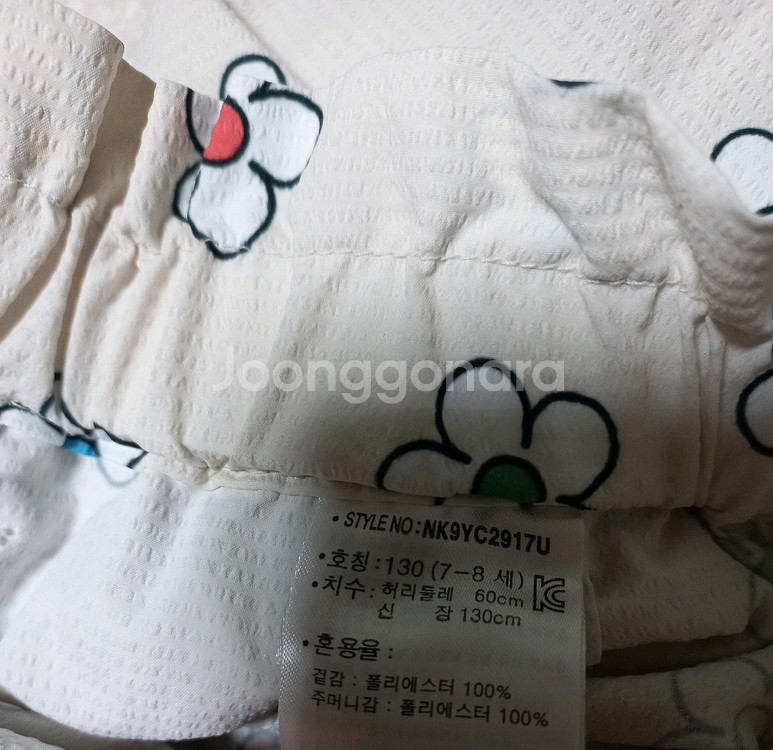 Joonggonara
• STYLE NO : NK9YC2917U
• 호칭 : 130 (7-8 세)
• 치수 : 허리둘레 60cm
신 장 130cm
• 혼용율 :
겉감 : 폴리에스터 100%
주머니감 : 폴리에스터 100%